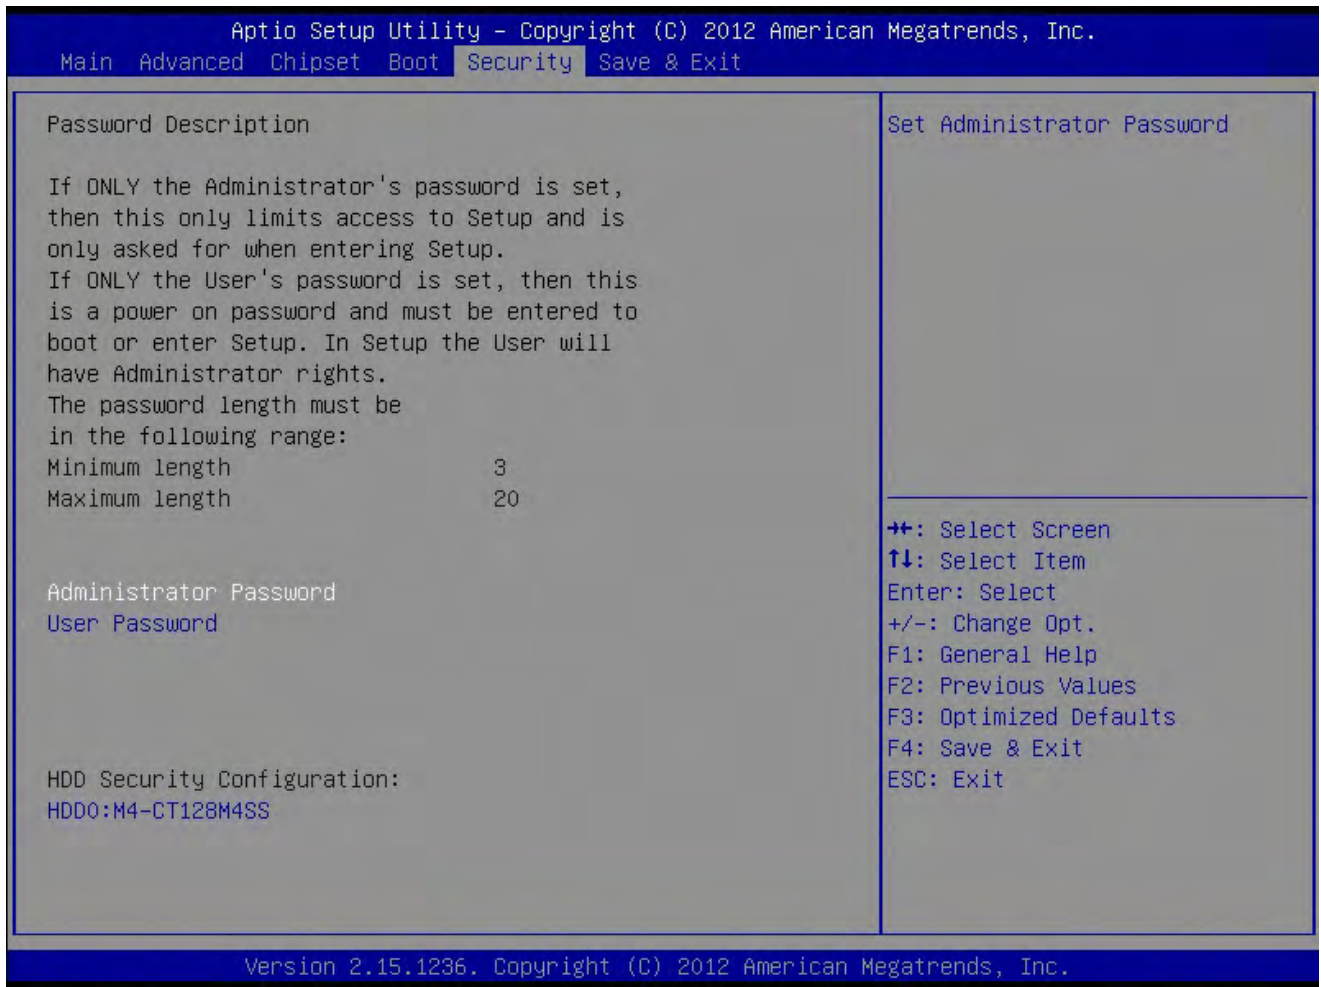 Aptio Setup Utility – Copyright (C) 2012 American Megatrends, Inc.
Main Advanced Chipset Boot Security Save & Exit
Password Description
If ONLY the Administrator's password is set,
then this only limits access to Setup and is
only asked for when entering Setup.
If ONLY the User's password is set, then this
is a power on password and must be entered to
boot or enter Setup. In Setup the User will
have Administrator rights.
The password length must be
in the following range:
Minimum length 3
Maximum length 20
Administrator Password
User Password
HDD Security Configuration:
HDD0:M4-CT128M4SS
Set Administrator Password
→←: Select Screen
↑↓: Select Item
Enter: Select
+/-: Change Opt.
F1: General Help
F2: Previous Values
F3: Optimized Defaults
F4: Save & Exit
ESC: Exit
Version 2.15.1236. Copyright (C) 2012 American Megatrends, Inc.